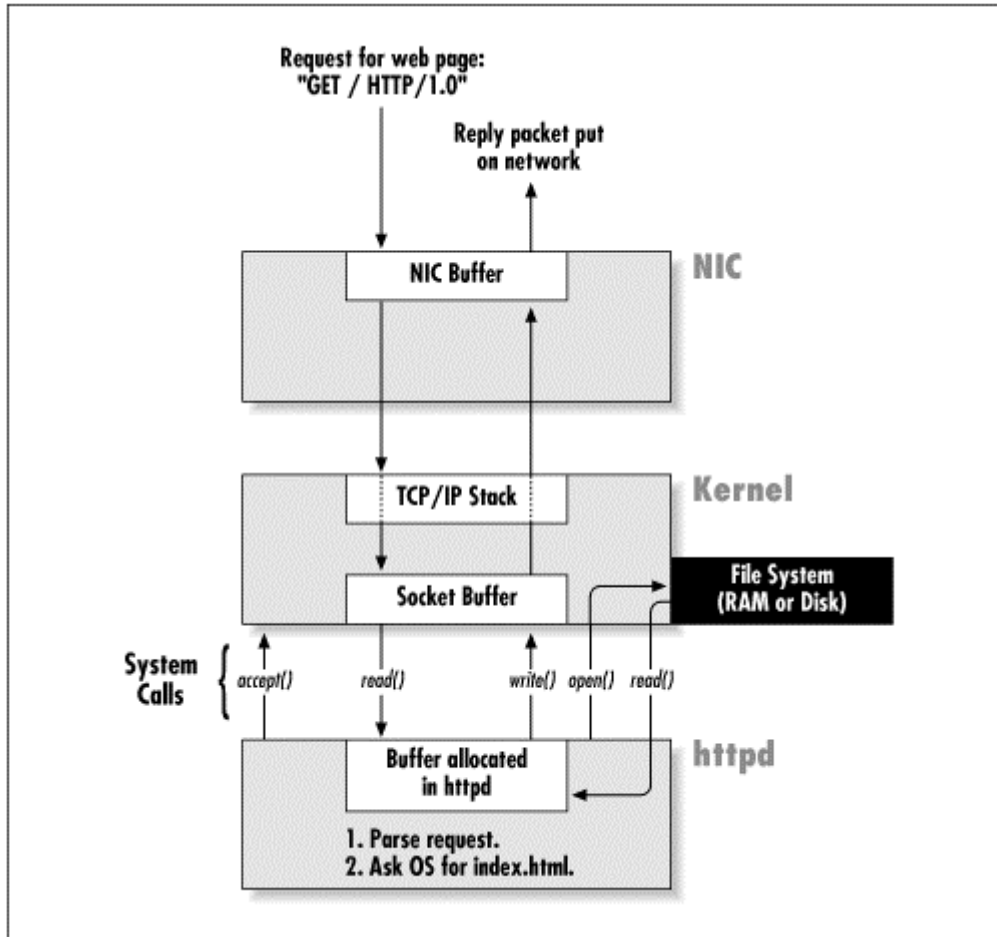 Request for web page:
"GET / HTTP/1.0"
Reply packet put
on network
NIC Buffer
NIC
TCP/IP Stack
Kernel
Socket Buffer
File System
(RAM or Disk)
System
Calls
accept()
read()
write()
open()
read()
Buffer allocated
in httpd
httpd
1. Parse request.
2. Ask OS for index.html.